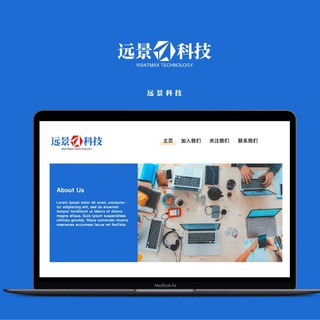 远景科技
VISATMAX TECHNOLOGY
远景科技
远景科技
VISATMAX TECHNOLOGY
主页 加入我们 关注我们 联系我们
About Us
Lorem ipsum dolor sit amet, consectetur adipiscing elit, sed do eiusmod tempor incididunt ut labore et dolore magna aliqua. Quis ipsum suspendisse ultrices gravida. Risus commodo viverra maecenas accumsan lacus vel facilisis.
MacBook Air